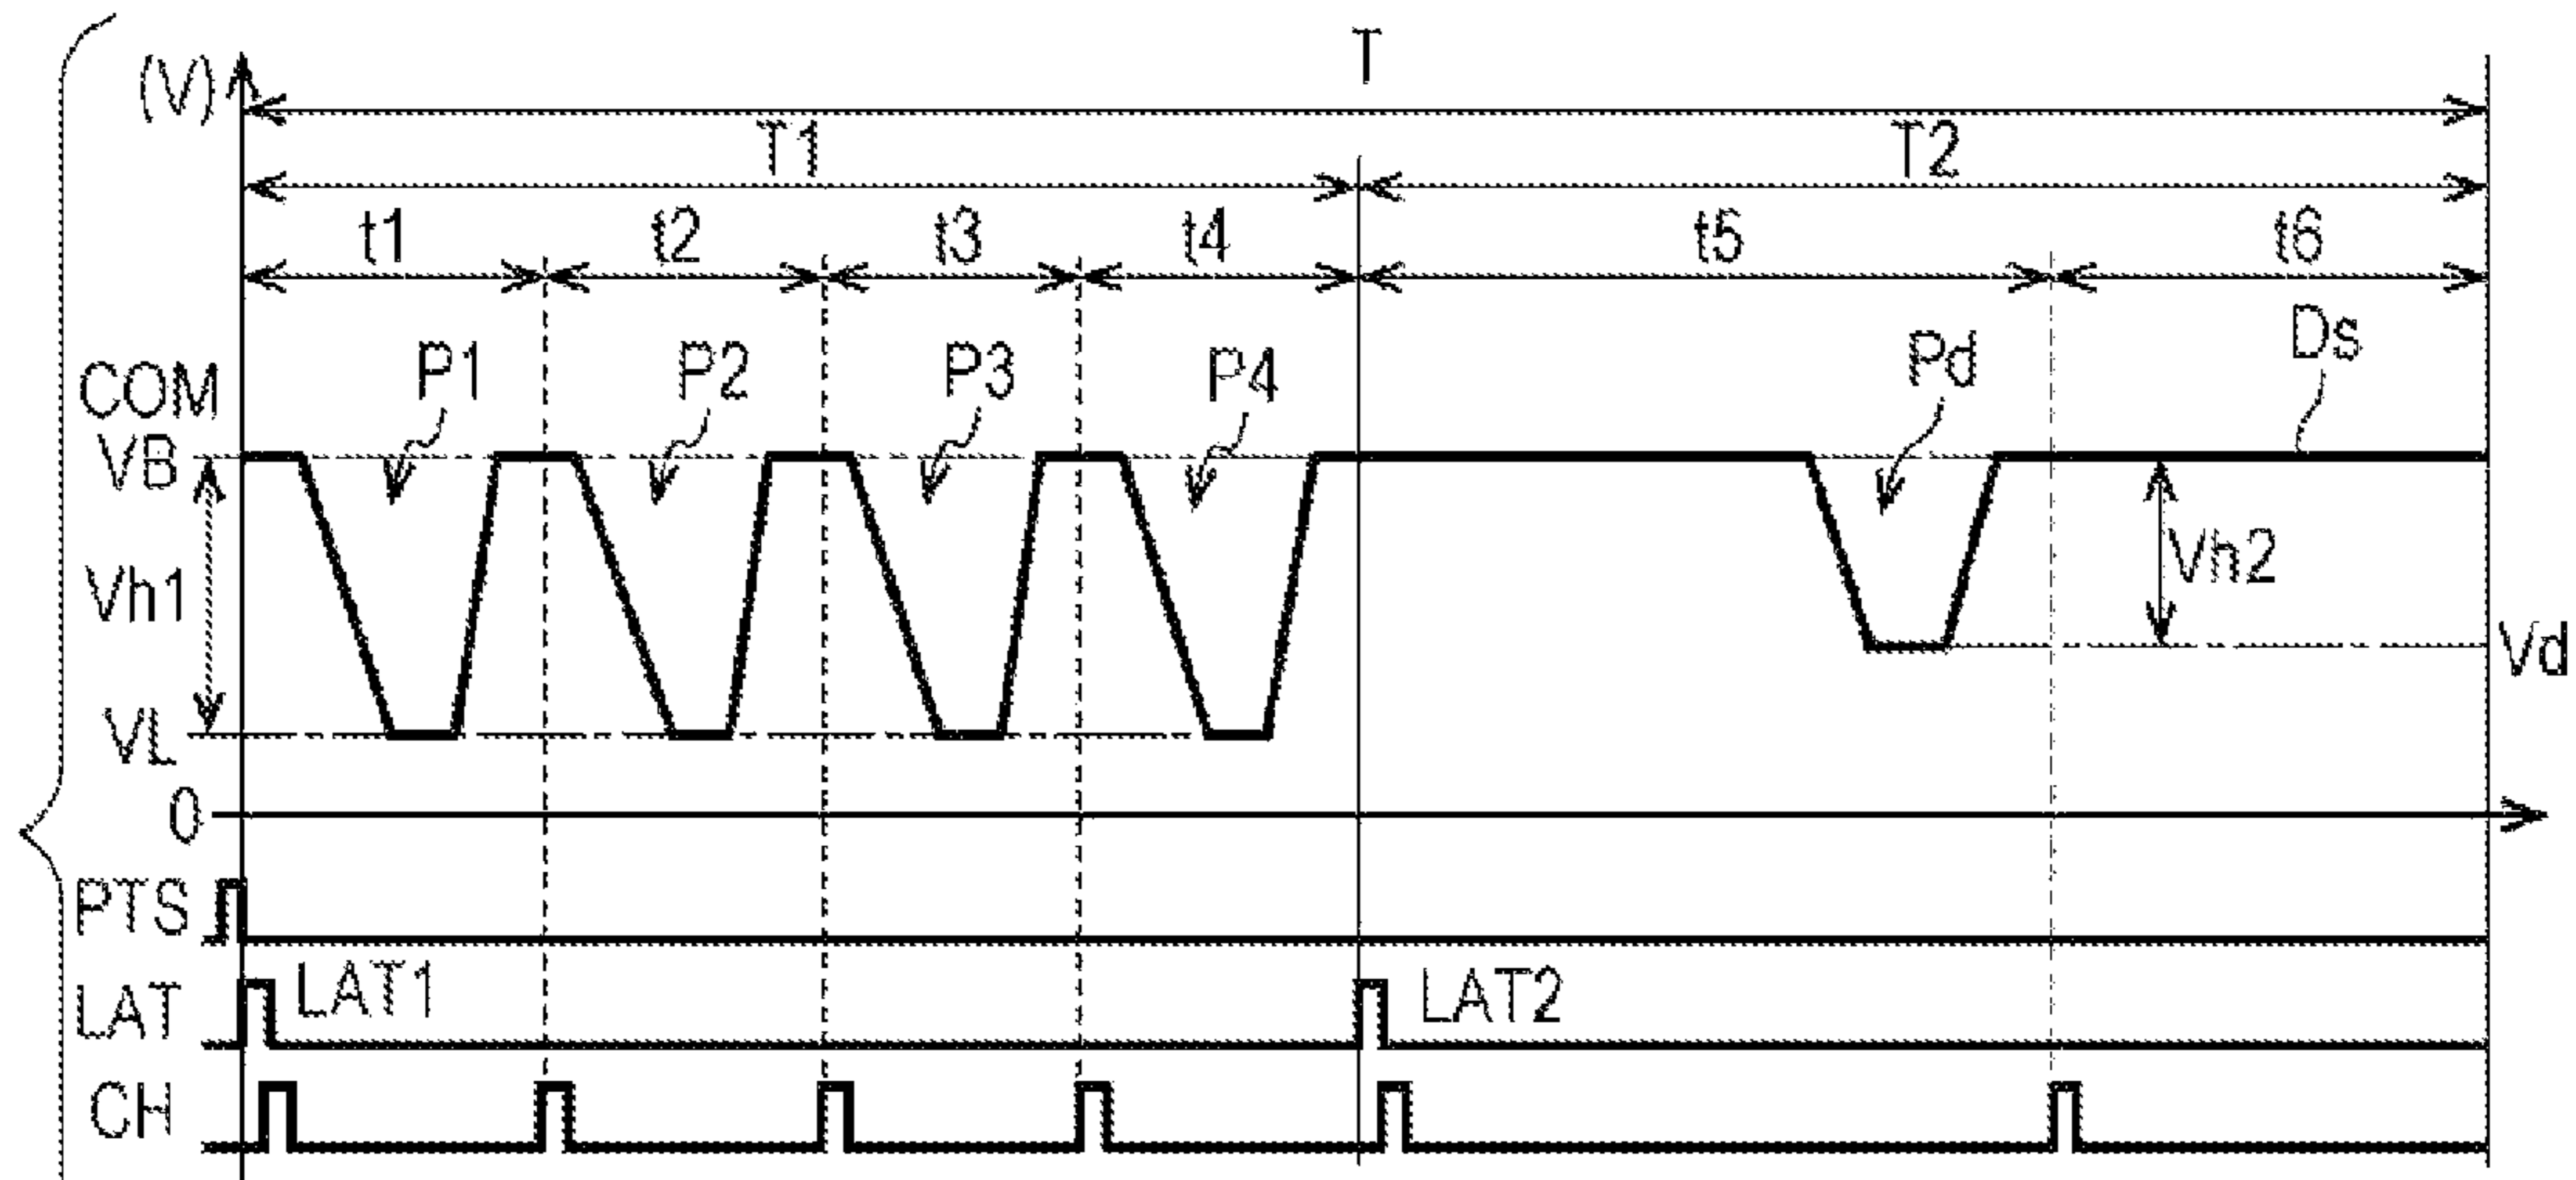 (V)
T
T1 T2
t1 t2 t3 t4 t5 t6
COM P1 P2 P3 P4 Pd Ds
VB
Vh1 Vh2
VL Vd
0
PTS
LAT LAT1 LAT2
CH